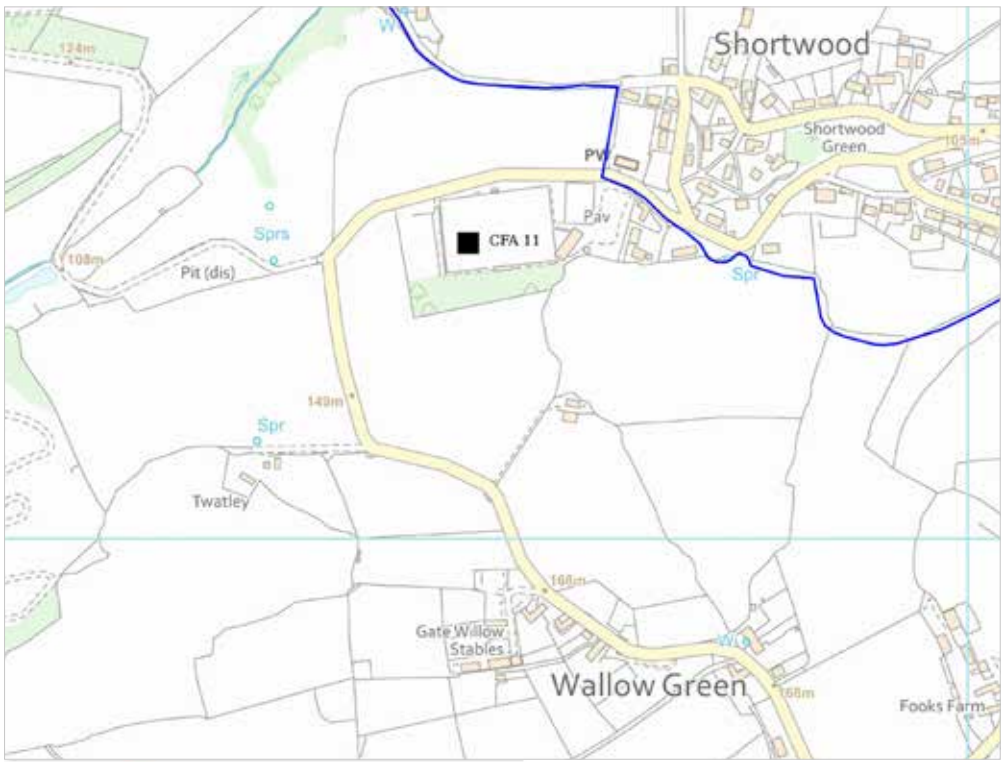 W
Shortwood
124m
Shortwood
Green
105m
PW
Pav
Sprs
CFA 11
108m
Pit (dis)
Spr
149m
Spr
Twatley
168m
Gate Willow
Stables
W
Wallow Green
168m
Fooks Farm